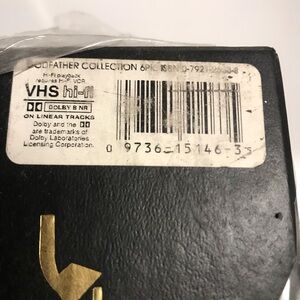 GODFATHER COLLECTION 6PK. ISBN
Hi-Fi playback
requires Hi-Fi VCR
VHS hi-fi
DOLBY B NR
ON LINEAR TRACKS
Dolby and the
are trademarks of
Dolby Laboratories
Licensing Corporation.
0 9736-15146-3